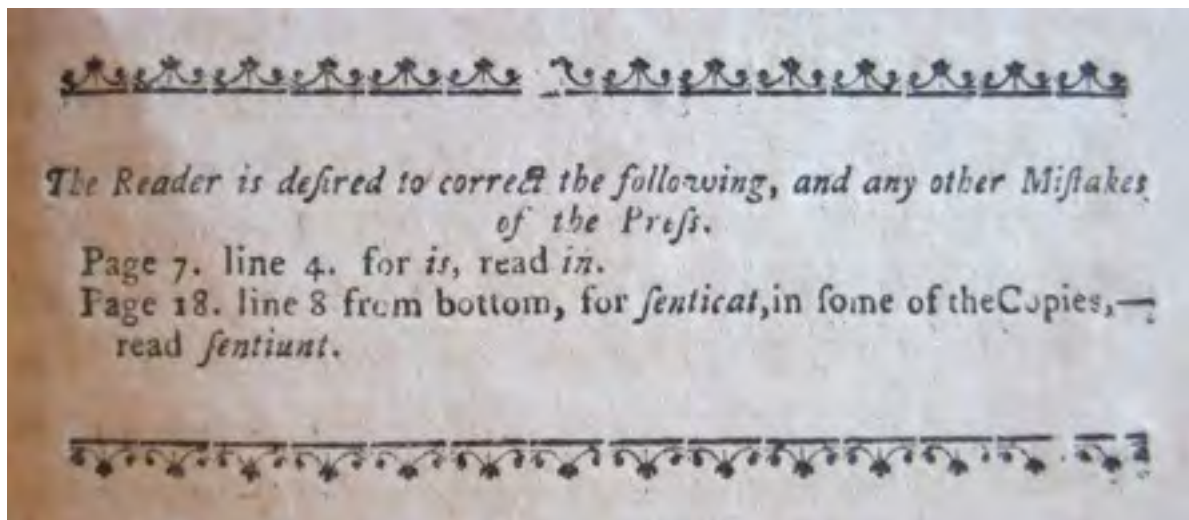 The Reader is deſired to correct the following, and any other Miſtakes
of the Preſs.
Page 7. line 4. for is, read in.
Page 18. line 8 from bottom, for ſenticat, in ſome of the Copies,—
read ſentiunt.